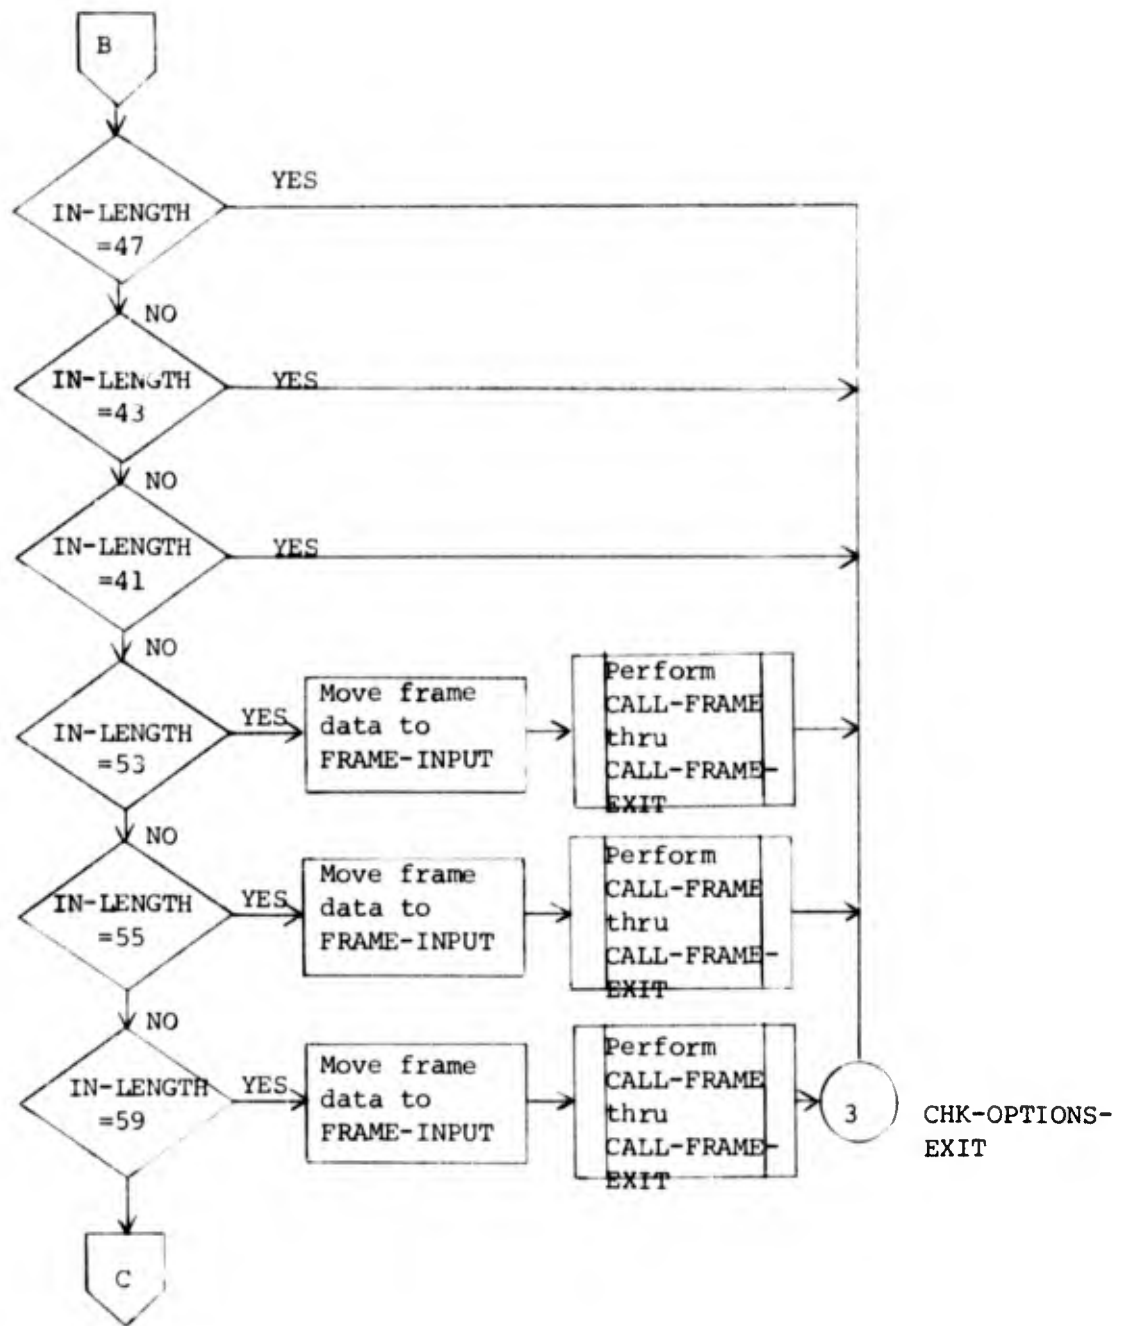 B
YES
IN-LENGTH
=47
NO
IN-LENGTH
=43
YES
NO
IN-LENGTH
=41
YES
NO
IN-LENGTH
=53
YES
Move frame
data to
FRAME-INPUT
Perform
CALL-FRAME
thru
CALL-FRAME-
EXIT
NO
IN-LENGTH
=55
YES
Move frame
data to
FRAME-INPUT
Perform
CALL-FRAME
thru
CALL-FRAME-
EXIT
NO
IN-LENGTH
=59
YES
Move frame
data to
FRAME-INPUT
Perform
CALL-FRAME
thru
CALL-FRAME-
EXIT
3
CHK-OPTIONS-
EXIT
C